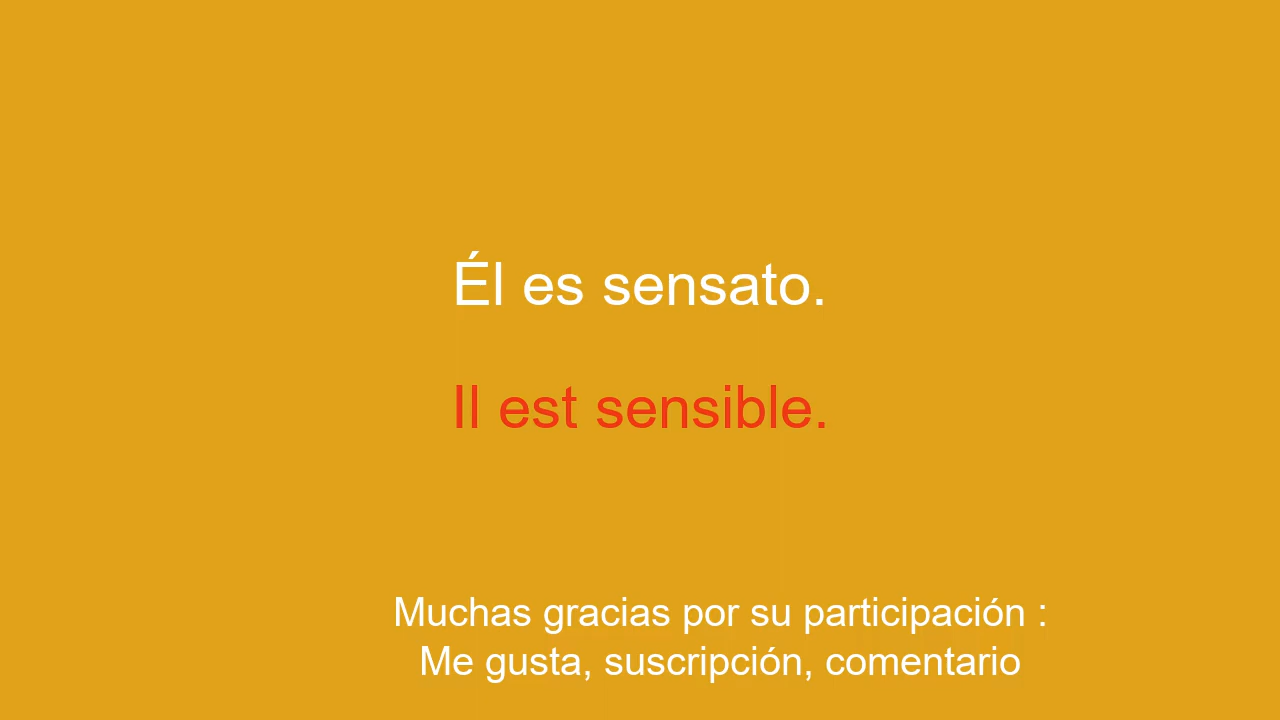 Él es sensato.
Il est sensible.
Muchas gracias por su participación :
Me gusta, suscripción, comentario